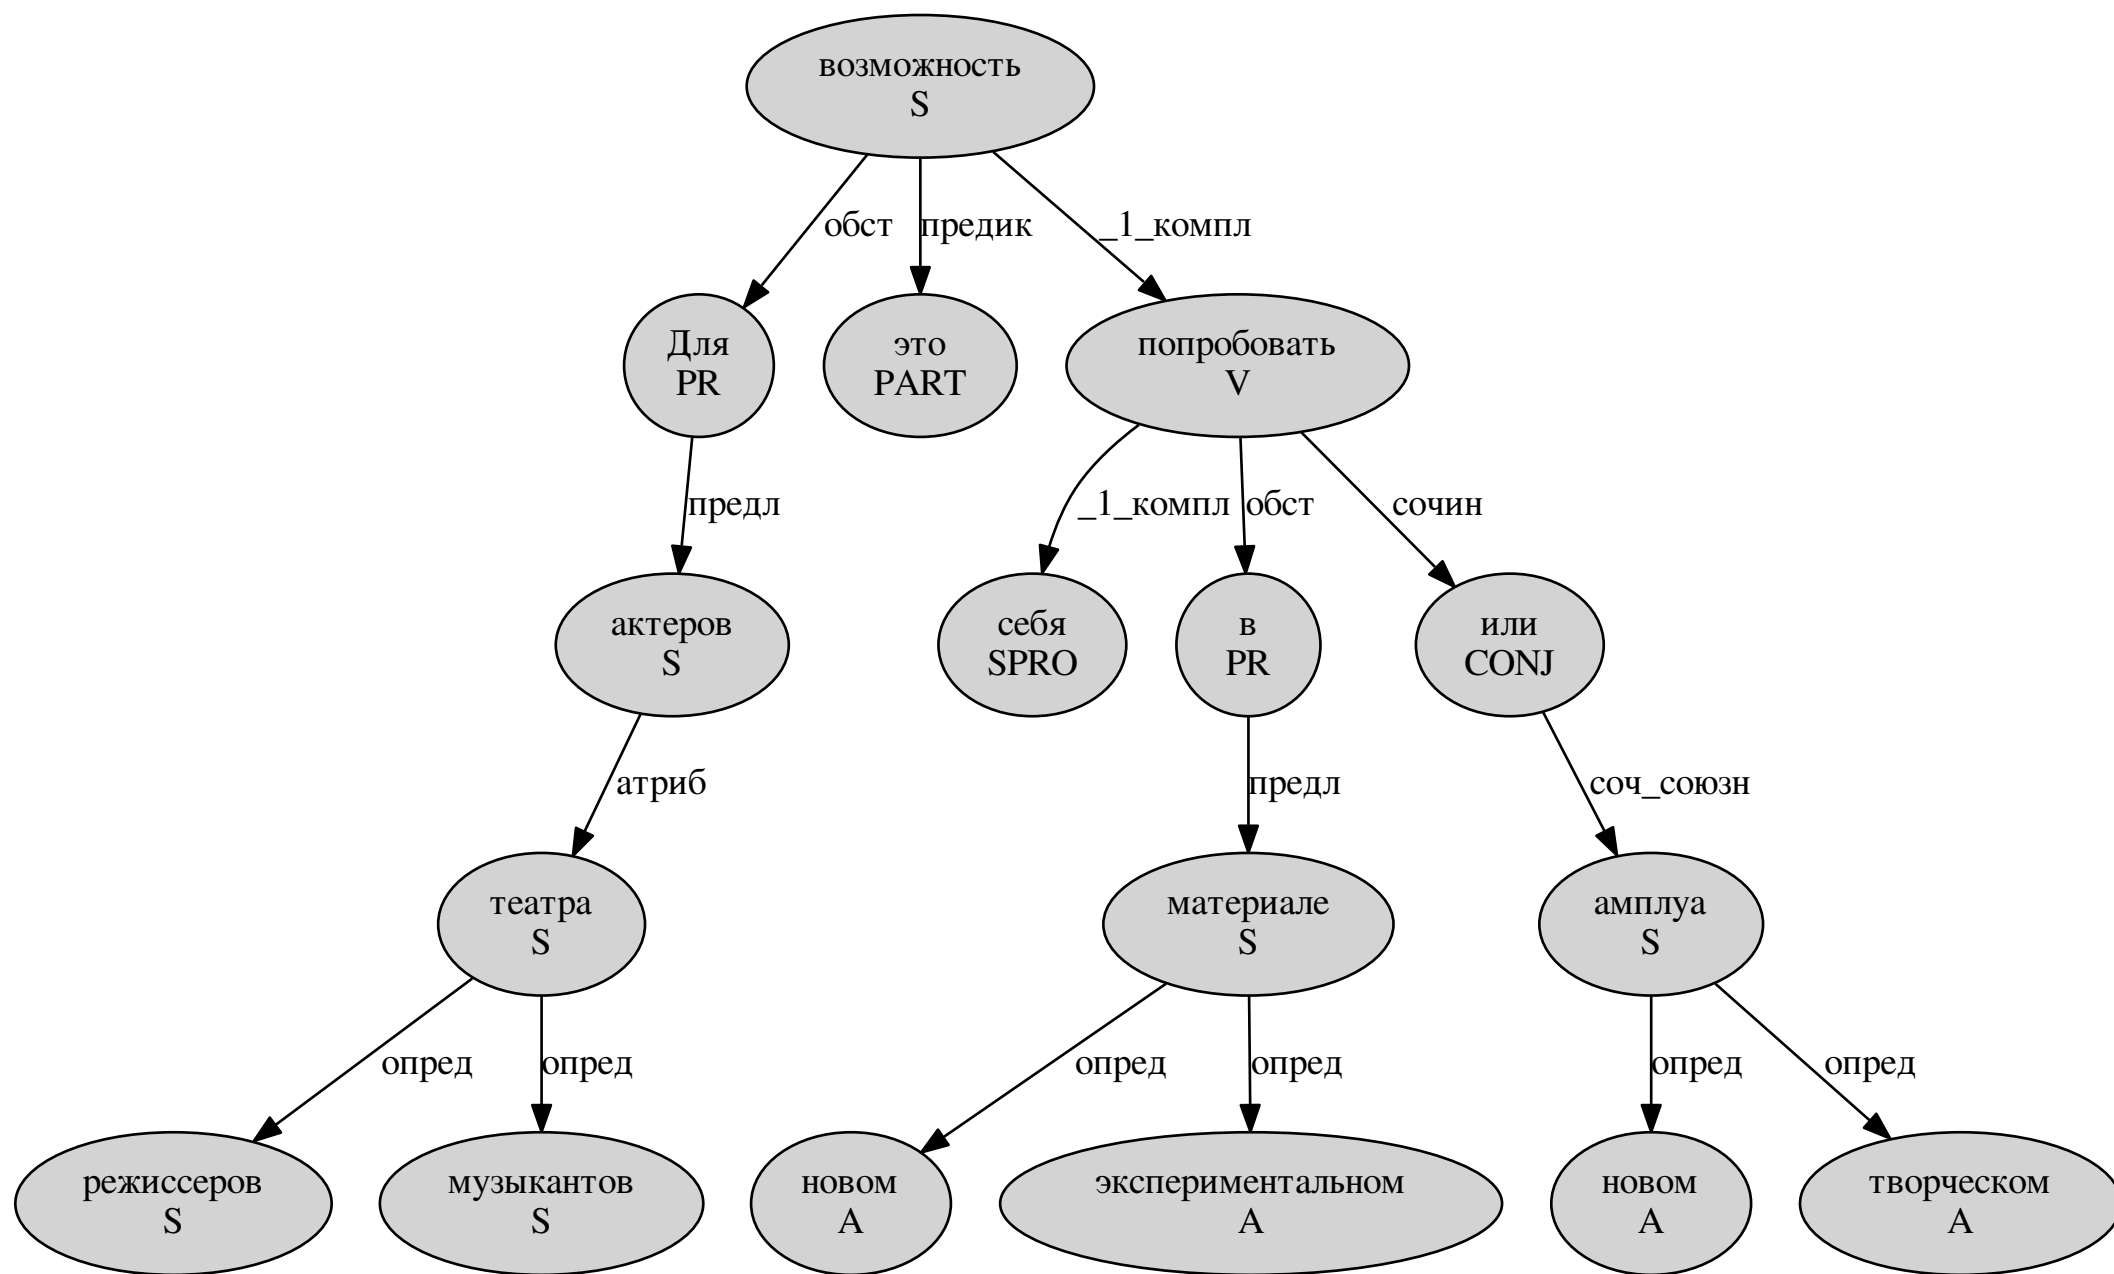 возможность
S
обст
предик
_1_компл
Для
PR
это
PART
попробовать
V
предл
_1_компл
обст
сочин
актеров
S
себя
SPRO
в
PR
или
CONJ
атриб
предл
соч_союзн
театра
S
материале
S
амплуа
S
опред
опред
опред
опред
опред
опред
режиссеров
S
музыкантов
S
новом
A
экспериментальном
A
новом
A
творческом
A